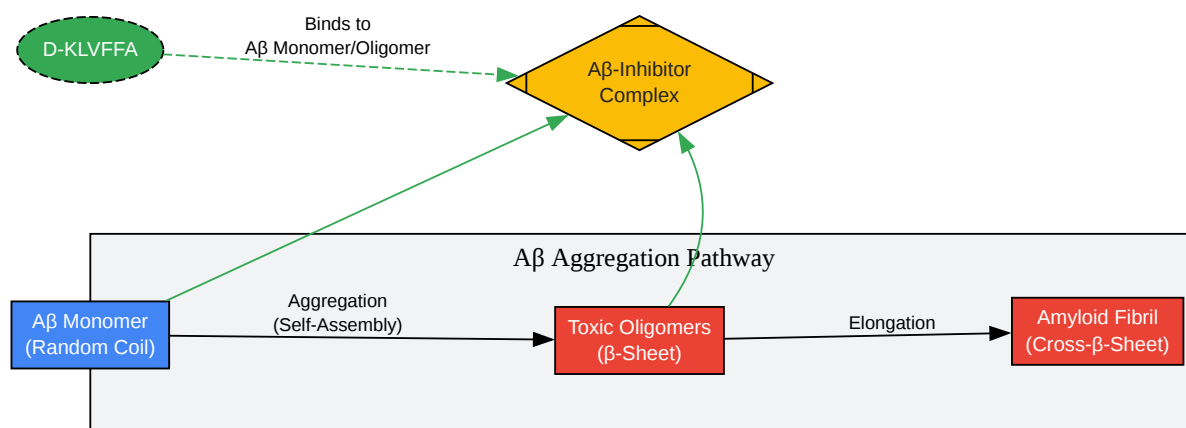 D-KLVFFA
Binds to
Aβ Monomer/Oligomer
Aβ-Inhibitor
Complex
Aβ Aggregation Pathway
Aβ Monomer
(Random Coil)
Aggregation
(Self-Assembly)
Toxic Oligomers
(β-Sheet)
Elongation
Amyloid Fibril
(Cross-β-Sheet)